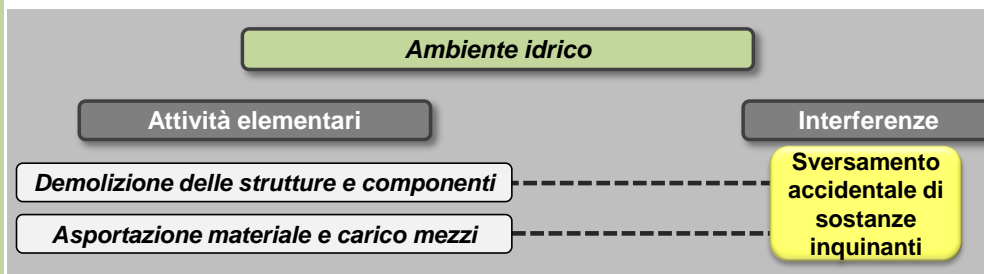 Ambiente idrico
Attività elementari
Interferenze
Demolizione delle strutture e componenti
Asportazione materiale e carico mezzi
Sversamento
accidentale di
sostanze
inquinanti